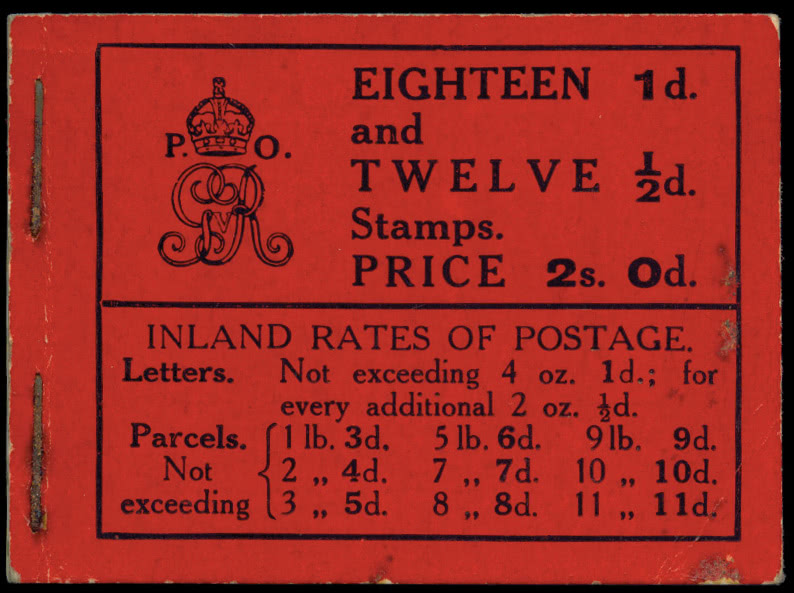 P. O.
GVR
EIGHTEEN 1d.
and
TWELVE ½d.
Stamps.
PRICE 2s. 0d.
INLAND RATES OF POSTAGE.
Letters. Not exceeding 4 oz. 1d.; for
every additional 2 oz. ½d.
Parcels. 1 lb. 3d. 5 lb. 6d. 9 lb. 9d.
Not 2 „ 4d. 7 „ 7d. 10 „ 10d.
exceeding 3 „ 5d. 8 „ 8d. 11 „ 11d.